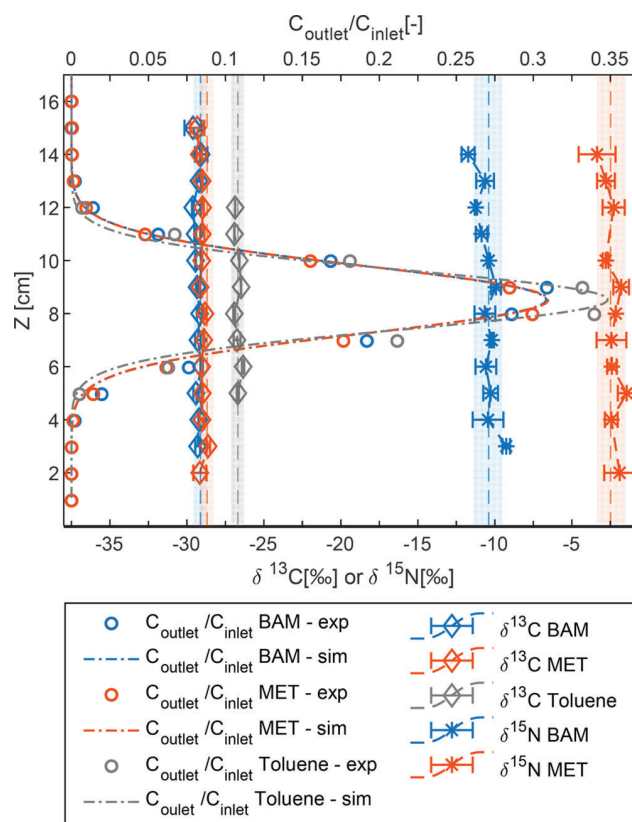 C_outlet/C_inlet[-]
0 0.05 0.1 0.15 0.2 0.25 0.3 0.35
16
14
12
10
8
6
4
2
Z [cm]
-35 -30 -25 -20 -15 -10 -5
δ ¹³C[‰] or δ ¹⁵N[‰]
C_outlet /C_inlet BAM - exp
C_outlet /C_inlet BAM - sim
C_outlet /C_inlet MET - exp
C_outlet /C_inlet MET - sim
C_outlet /C_inlet Toluene - exp
C_oulet /C_inlet Toluene - sim
δ¹³C BAM
δ¹³C MET
δ¹³C Toluene
δ¹⁵N BAM
δ¹⁵N MET